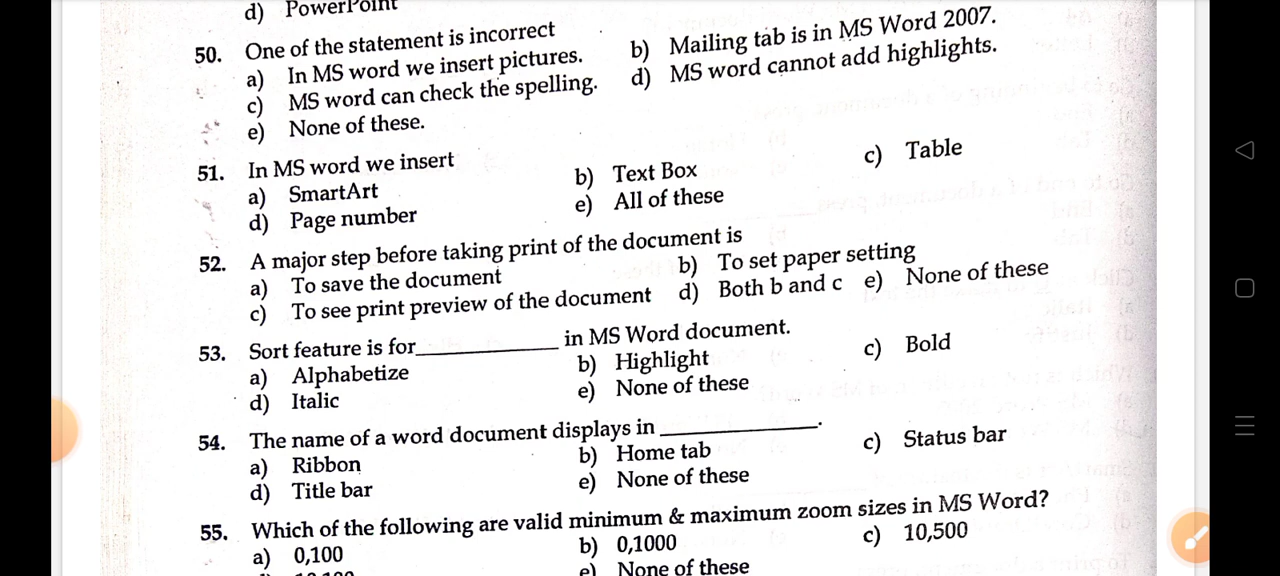 d) PowerPoint
50. One of the statement is incorrect
a) In MS word we insert pictures. b) Mailing tab is in MS Word 2007.
c) MS word can check the spelling. d) MS word cannot add highlights.
e) None of these.
51. In MS word we insert
a) SmartArt b) Text Box c) Table
d) Page number e) All of these
52. A major step before taking print of the document is
a) To save the document b) To set paper setting
c) To see print preview of the document d) Both b and c e) None of these
53. Sort feature is for____________ in MS Word document.
a) Alphabetize b) Highlight c) Bold
d) Italic e) None of these
54. The name of a word document displays in _____________.
a) Ribbon b) Home tab c) Status bar
d) Title bar e) None of these
55. Which of the following are valid minimum & maximum zoom sizes in MS Word?
a) 0,100 b) 0,1000 c) 10,500
e) None of these